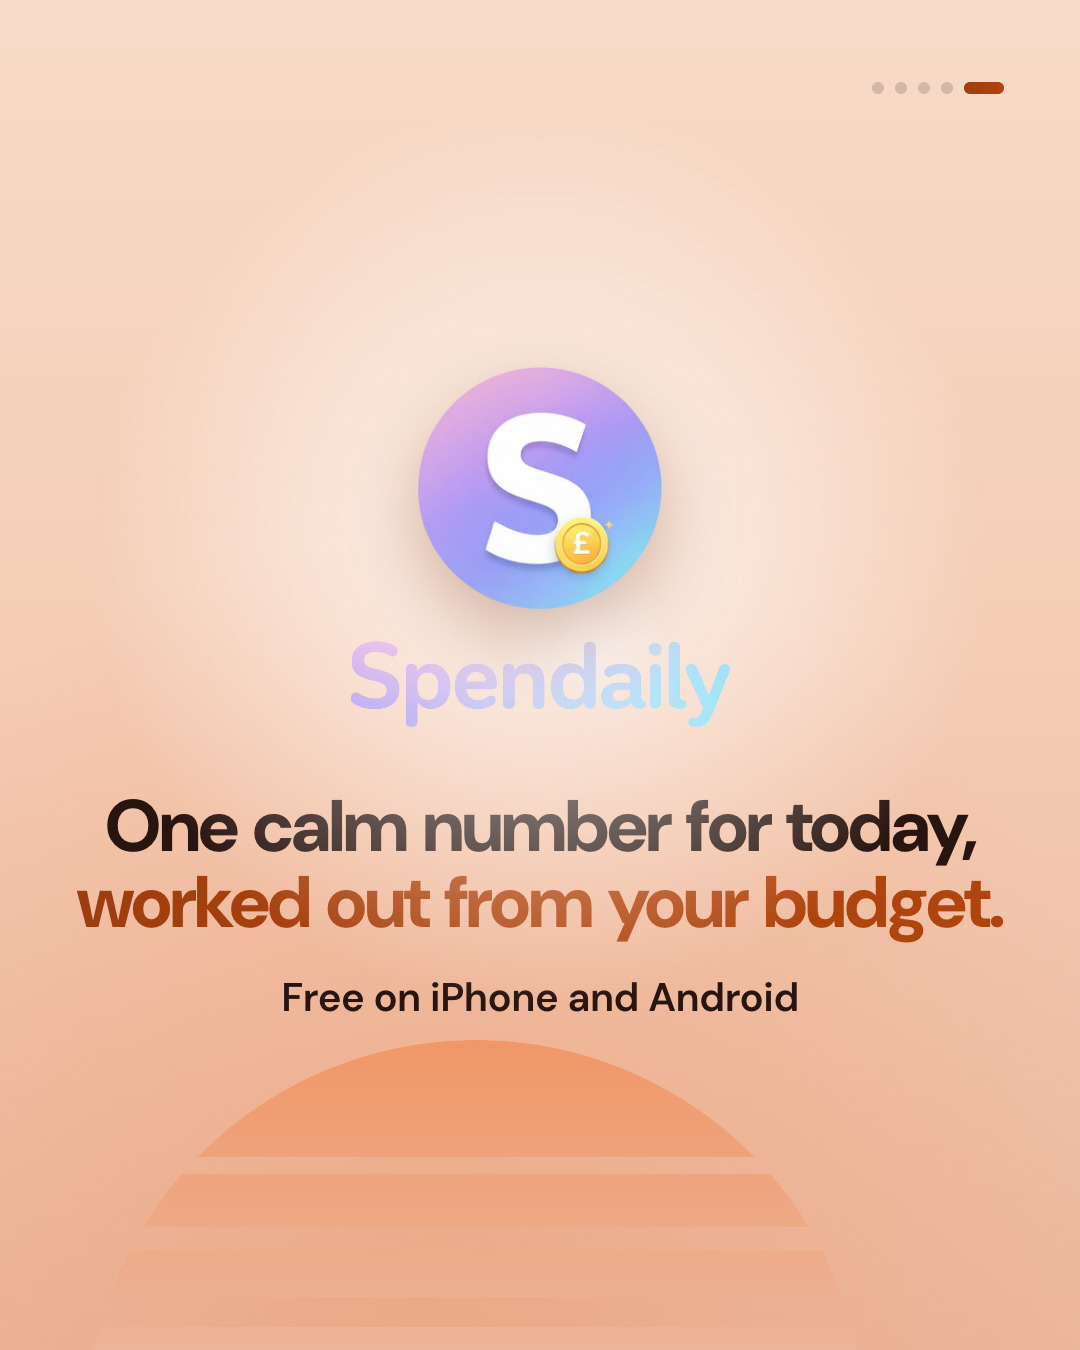 S
£
Spendaily
One calm number for today,
worked out from your budget.
Free on iPhone and Android